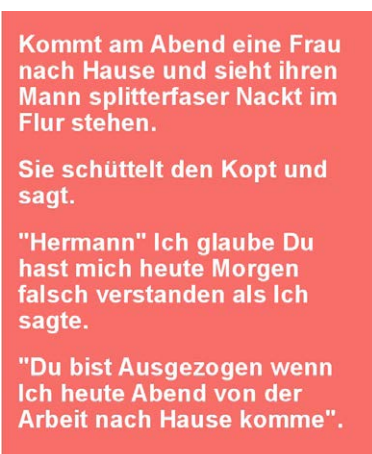 Kommt am Abend eine Frau
nach Hause und sieht ihren
Mann splitterfaser Nackt im
Flur stehen.
Sie schüttelt den Kopt und
sagt.
"Hermann" Ich glaube Du
hast mich heute Morgen
falsch verstanden als Ich
sagte.
"Du bist Ausgezogen wenn
Ich heute Abend von der
Arbeit nach Hause komme".